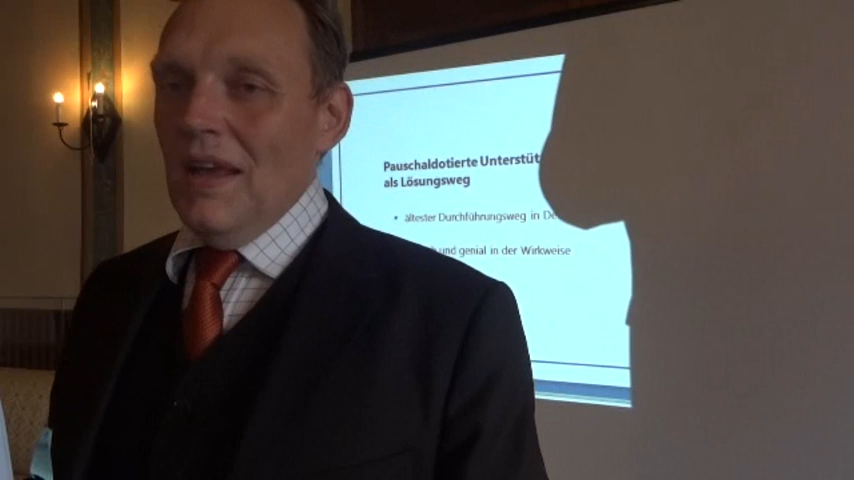 Pauschaldotierte Unterstüt
als Lösungsweg
• ältester Durchführungsweg in De
und genial in der Wirkweise